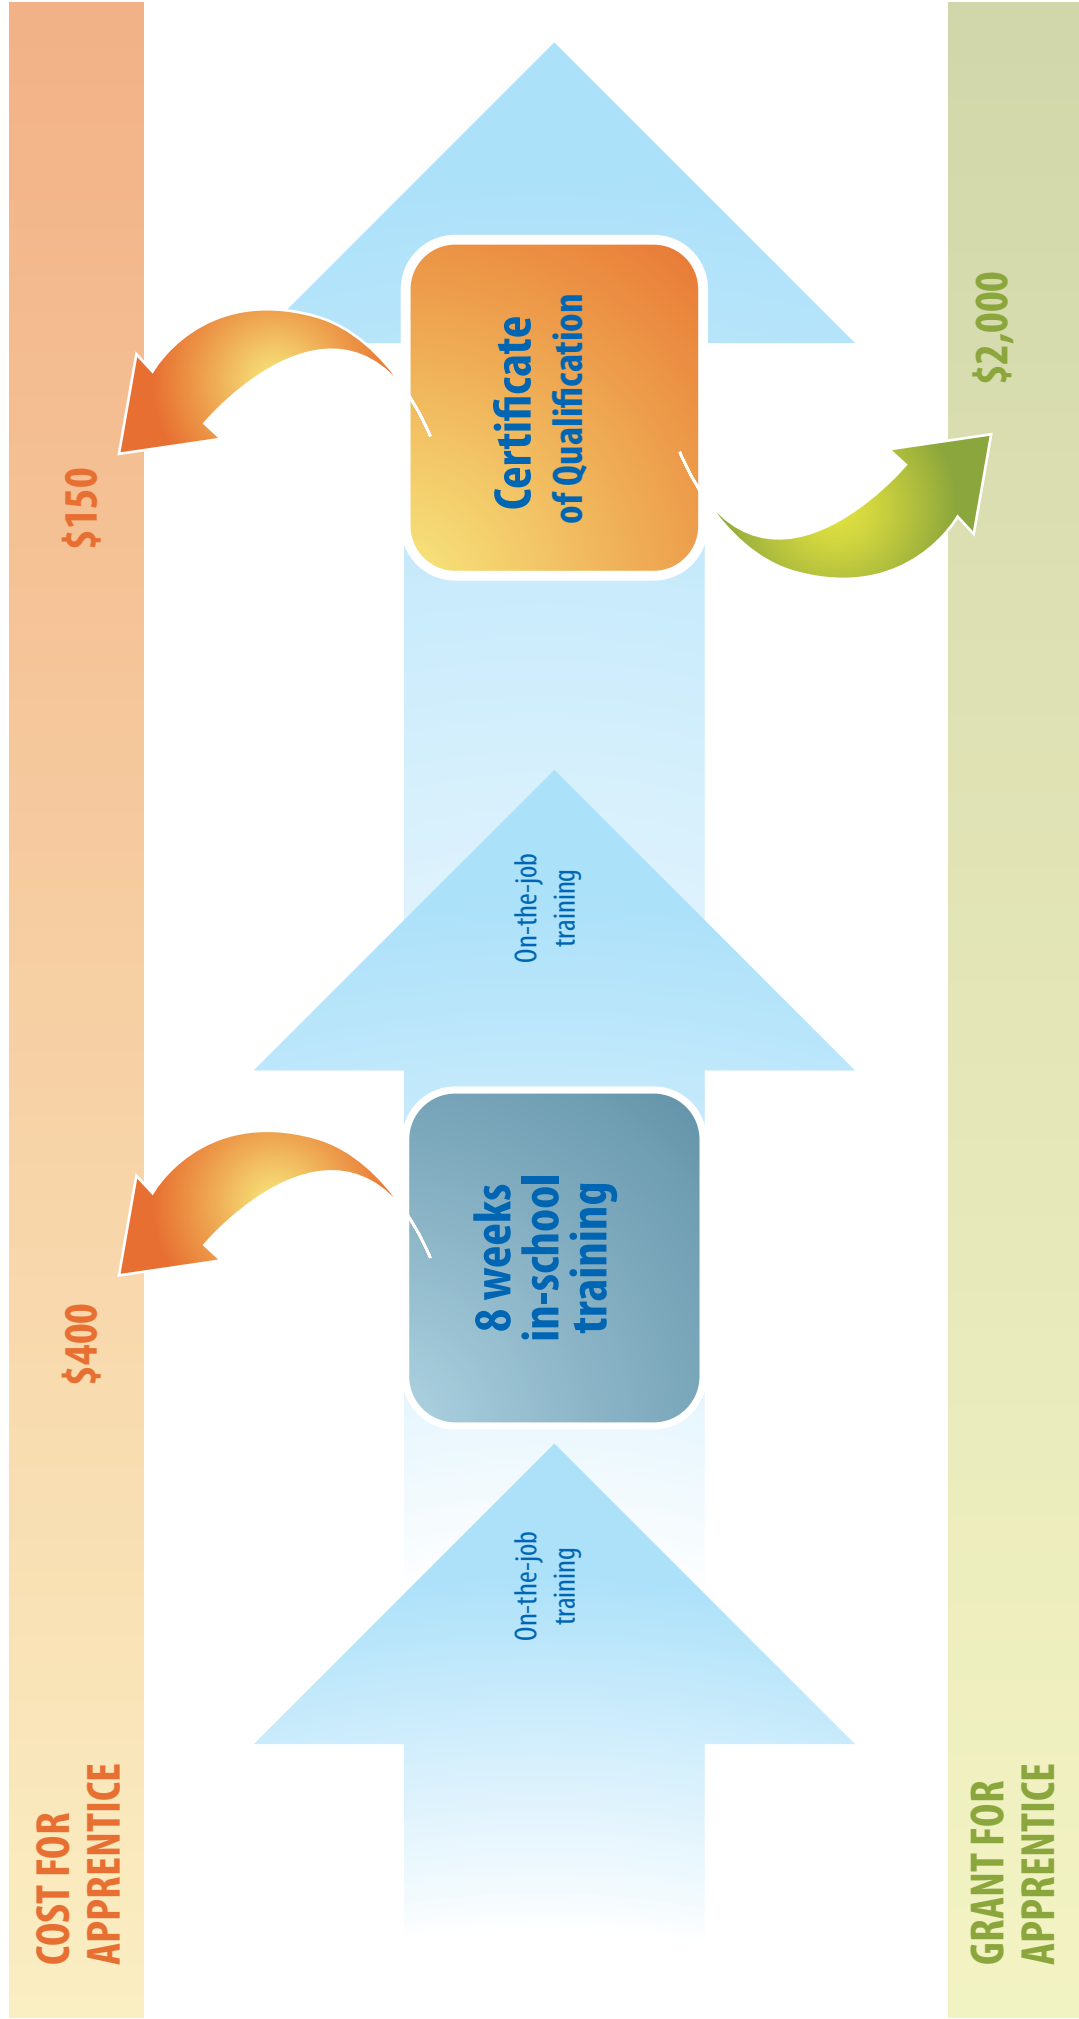 COST FOR
APPRENTICE
$400
$150
On-the-job
training
8 weeks
in-school
training
On-the-job
training
Certificate
of Qualification
GRANT FOR
APPRENTICE
$2,000